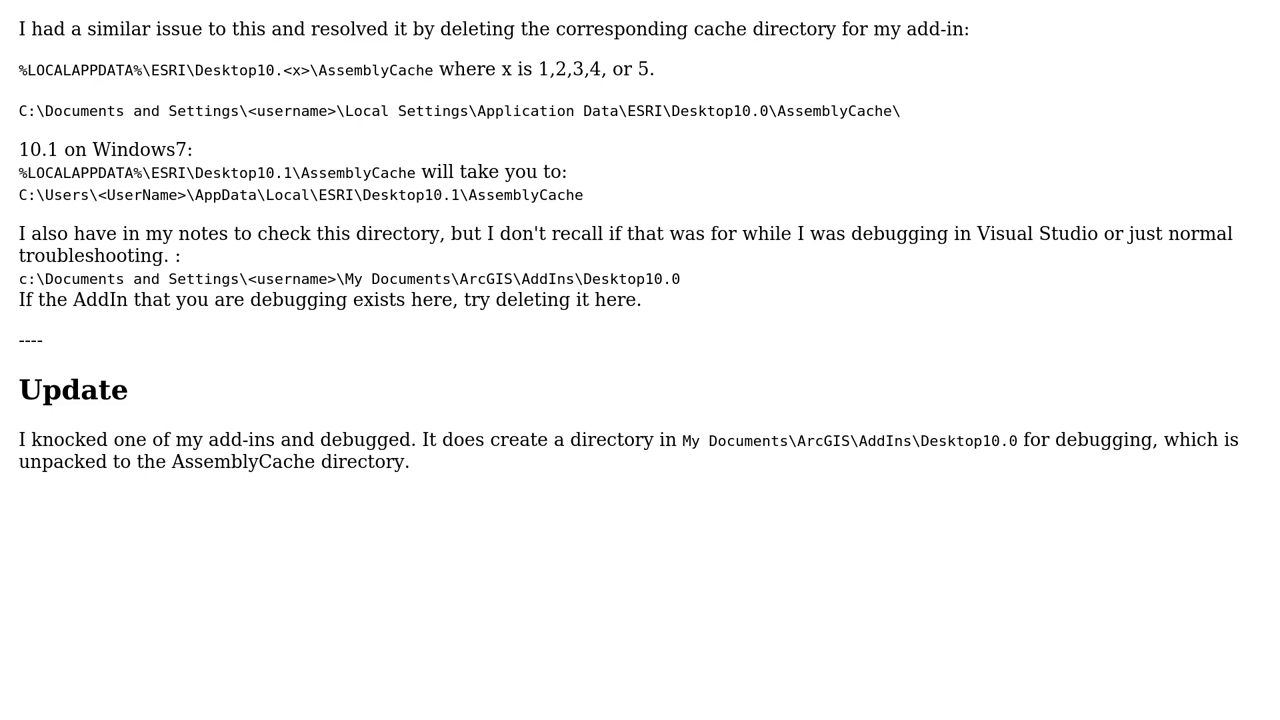 I had a similar issue to this and resolved it by deleting the corresponding cache directory for my add-in:
%LOCALAPPDATA%\ESRI\Desktop10.<x>\AssemblyCache where x is 1,2,3,4, or 5.
C:\Documents and Settings\<username>\Local Settings\Application Data\ESRI\Desktop10.0\AssemblyCache\
10.1 on Windows7:
%LOCALAPPDATA%\ESRI\Desktop10.1\AssemblyCache will take you to:
C:\Users\<UserName>\AppData\Local\ESRI\Desktop10.1\AssemblyCache
I also have in my notes to check this directory, but I don't recall if that was for while I was debugging in Visual Studio or just normal
troubleshooting. :
c:\Documents and Settings\<username>\My Documents\ArcGIS\AddIns\Desktop10.0
If the AddIn that you are debugging exists here, try deleting it here.
----
Update
I knocked one of my add-ins and debugged. It does create a directory in My Documents\ArcGIS\AddIns\Desktop10.0 for debugging, which is
unpacked to the AssemblyCache directory.